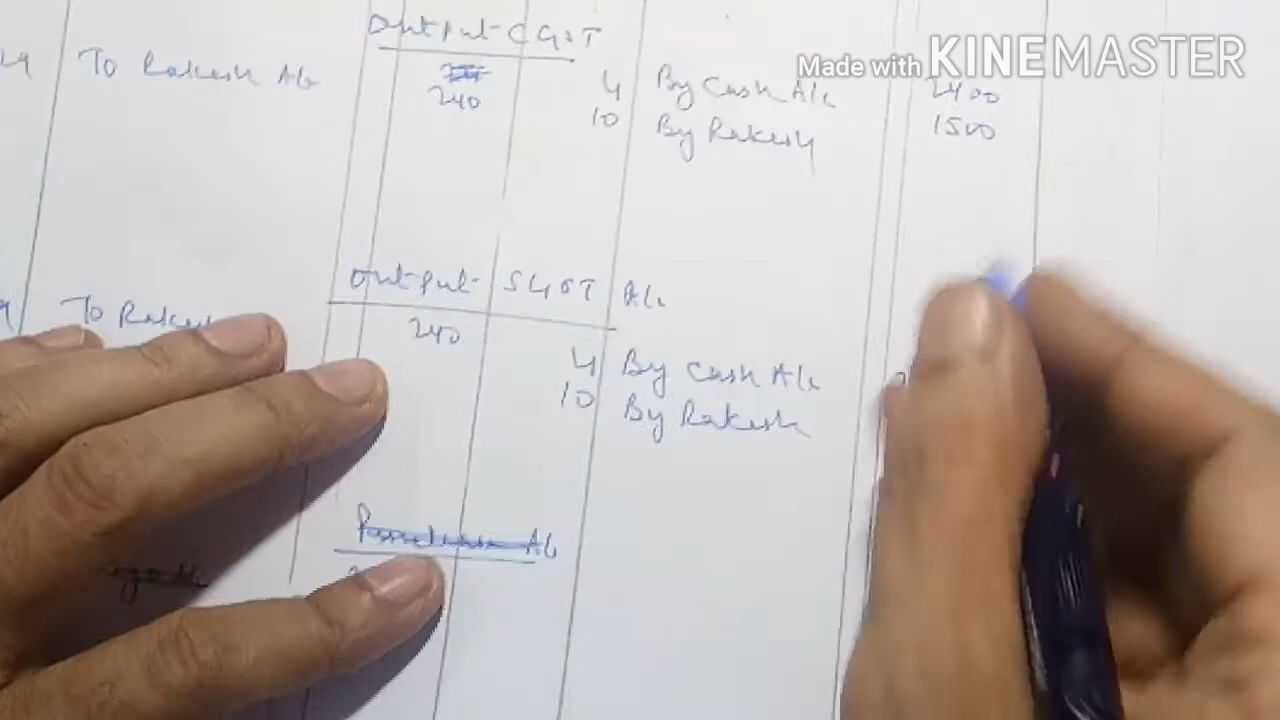 Output CGST
Made with KINEMASTER
To Rakesh A/c 240 4 By Cash A/c 2400
10 By Rakesh 1500
Output SGST A/c
To Rakesh 240
4 By Cash A/c
10 By Rakesh